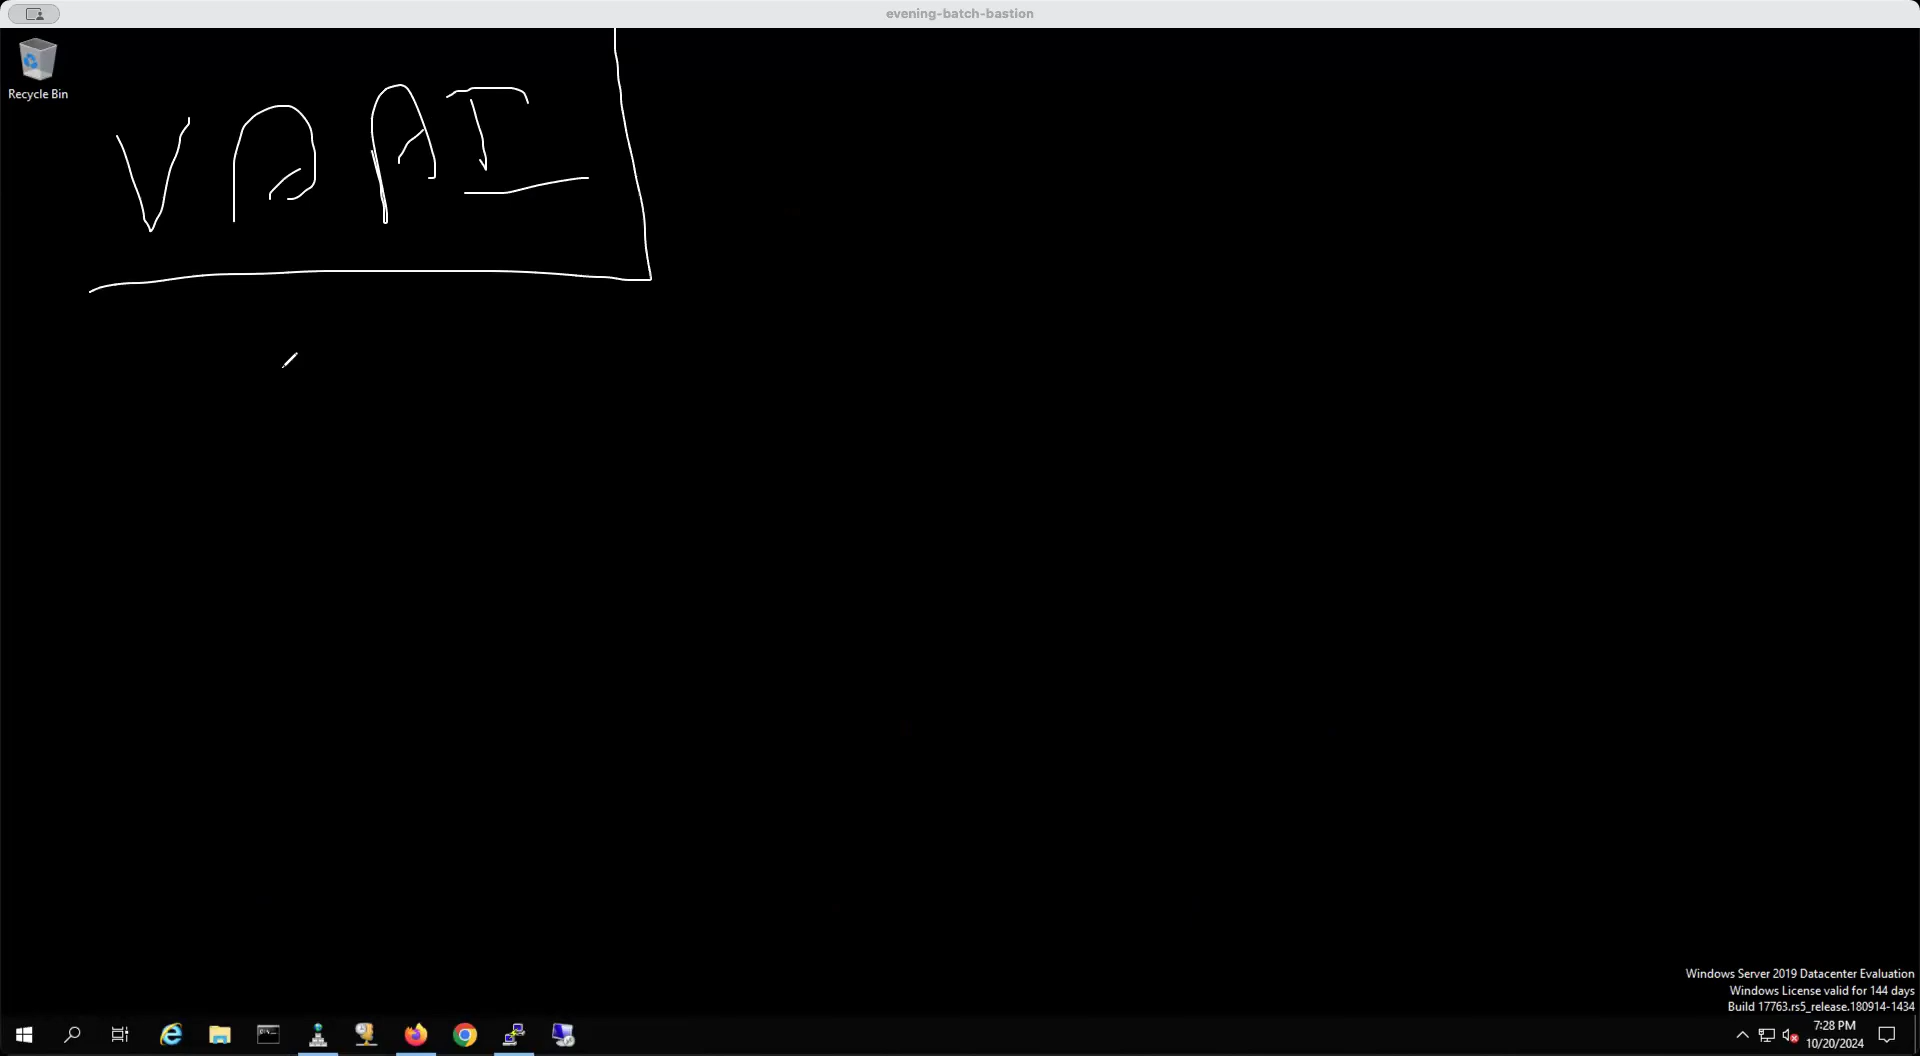 evening-batch-bastion
Recycle Bin
VAAI
Windows Server 2019 Datacenter Evaluation
Windows License valid for 144 days
Build 17763.rs5_release.180914-1434
7:28 PM
10/20/2024